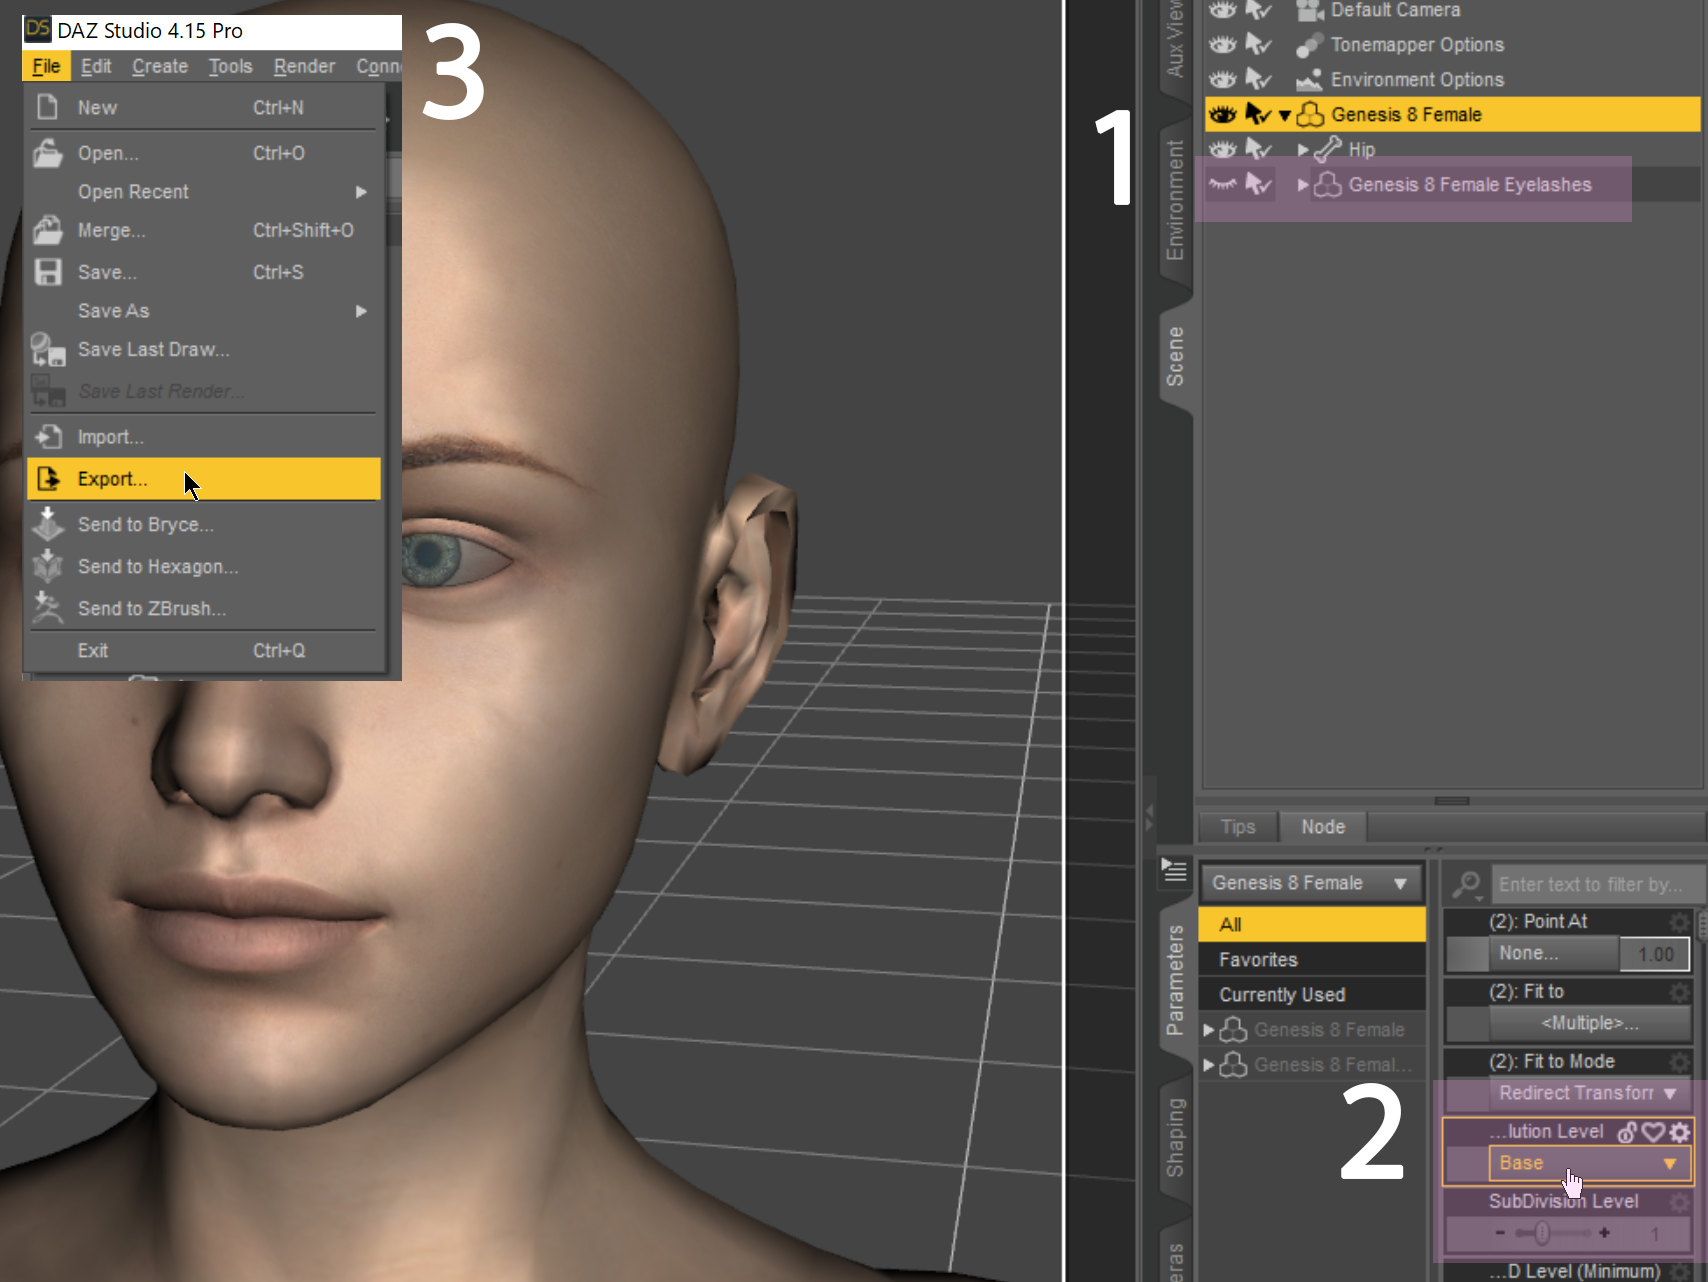 DS DAZ Studio 4.15 Pro
File Edit Create Tools Render Conn
3
New Ctrl+N
Open... Ctrl+O
Open Recent
Merge... Ctrl+Shift+O
Save... Ctrl+S
Save As
Save Last Draw...
Save Last Render...
Import...
Export...
Send to Bryce...
Send to Hexagon...
Send to ZBrush...
Exit Ctrl+Q
1
Aux View
Environment
Scene
Default Camera
Tonemapper Options
Environment Options
Genesis 8 Female
Hip
Genesis 8 Female Eyelashes
Tips Node
Parameters
Shaping
eras
Genesis 8 Female
All
Favorites
Currently Used
Genesis 8 Female
Genesis 8 Femal...
2
Enter text to filter by...
(2): Point At
None... 1.00
(2): Fit to
<Multiple>...
(2): Fit to Mode
Redirect Transforr
...lution Level
Base
SubDivision Level
- + 1
...D Level (Minimum)